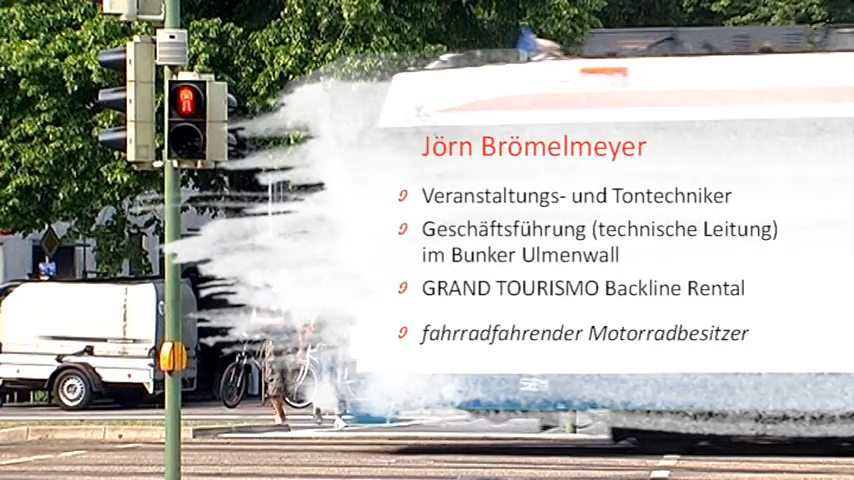 Jörn Brömelmeyer
Veranstaltungs- und Tontechniker
Geschäftsführung (technische Leitung)
im Bunker Ulmenwall
GRAND TOURISMO Backline Rental
fahrradfahrender Motorradbesitzer